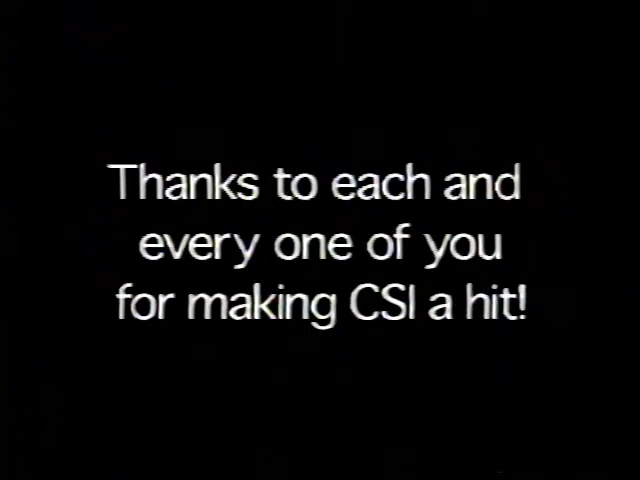 Thanks to each and
every one of you
for making CSI a hit!